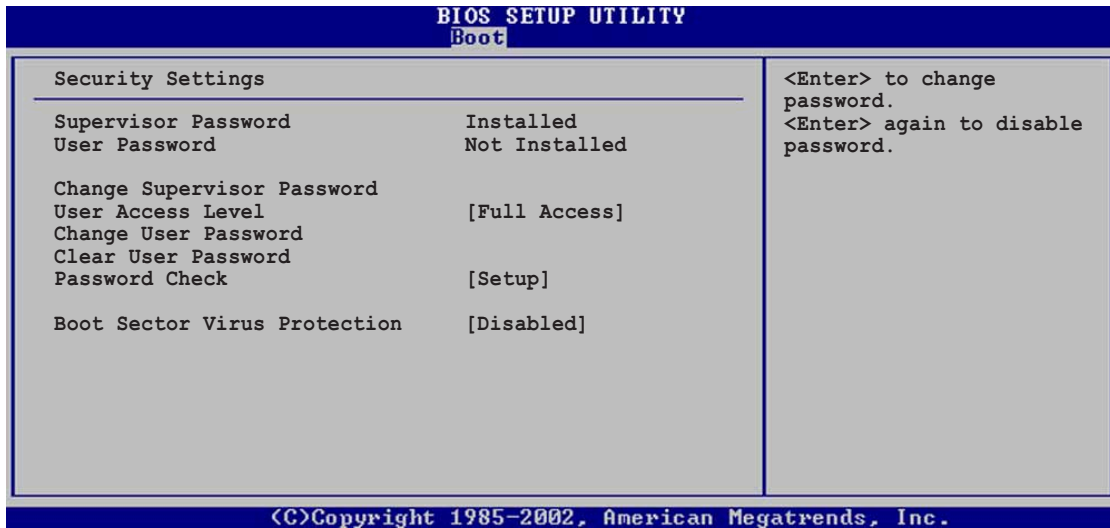 BIOS SETUP UTILITY
Boot
Security Settings
Supervisor Password Installed
User Password Not Installed
Change Supervisor Password
User Access Level [Full Access]
Change User Password
Clear User Password
Password Check [Setup]
Boot Sector Virus Protection [Disabled]
<Enter> to change
password.
<Enter> again to disable
password.
(C)Copyright 1985-2002, American Megatrends, Inc.